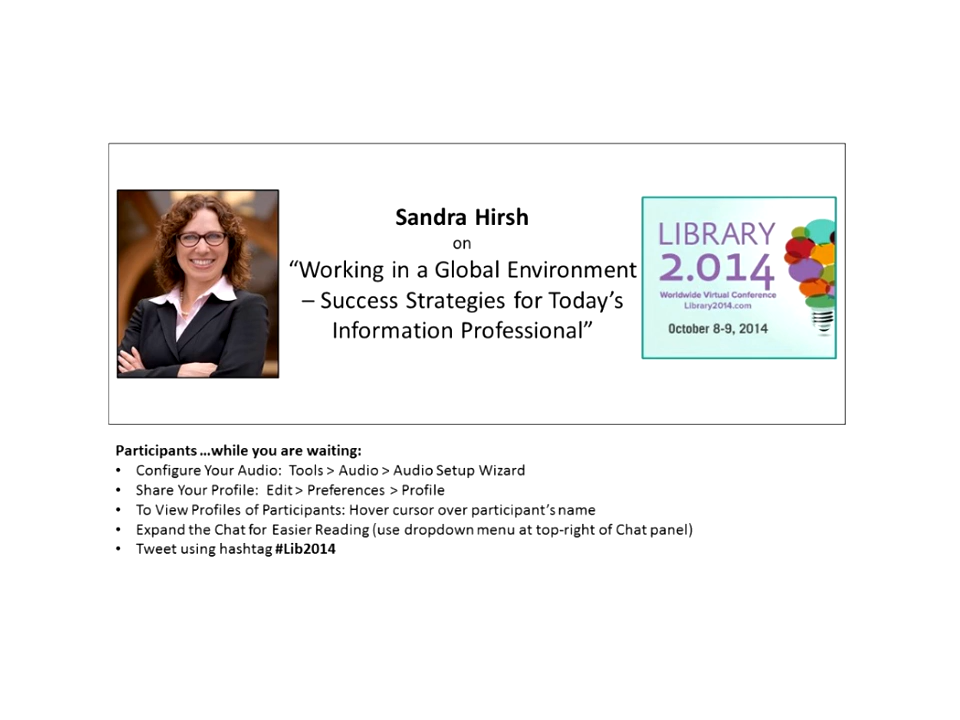 Sandra Hirsh
on
“Working in a Global Environment
– Success Strategies for Today’s
Information Professional”
LIBRARY
2.014
Worldwide Virtual Conference
Library2014.com
October 8-9, 2014
Participants …while you are waiting:
• Configure Your Audio: Tools > Audio > Audio Setup Wizard
• Share Your Profile: Edit > Preferences > Profile
• To View Profiles of Participants: Hover cursor over participant’s name
• Expand the Chat for Easier Reading (use dropdown menu at top-right of Chat panel)
• Tweet using hashtag #Lib2014